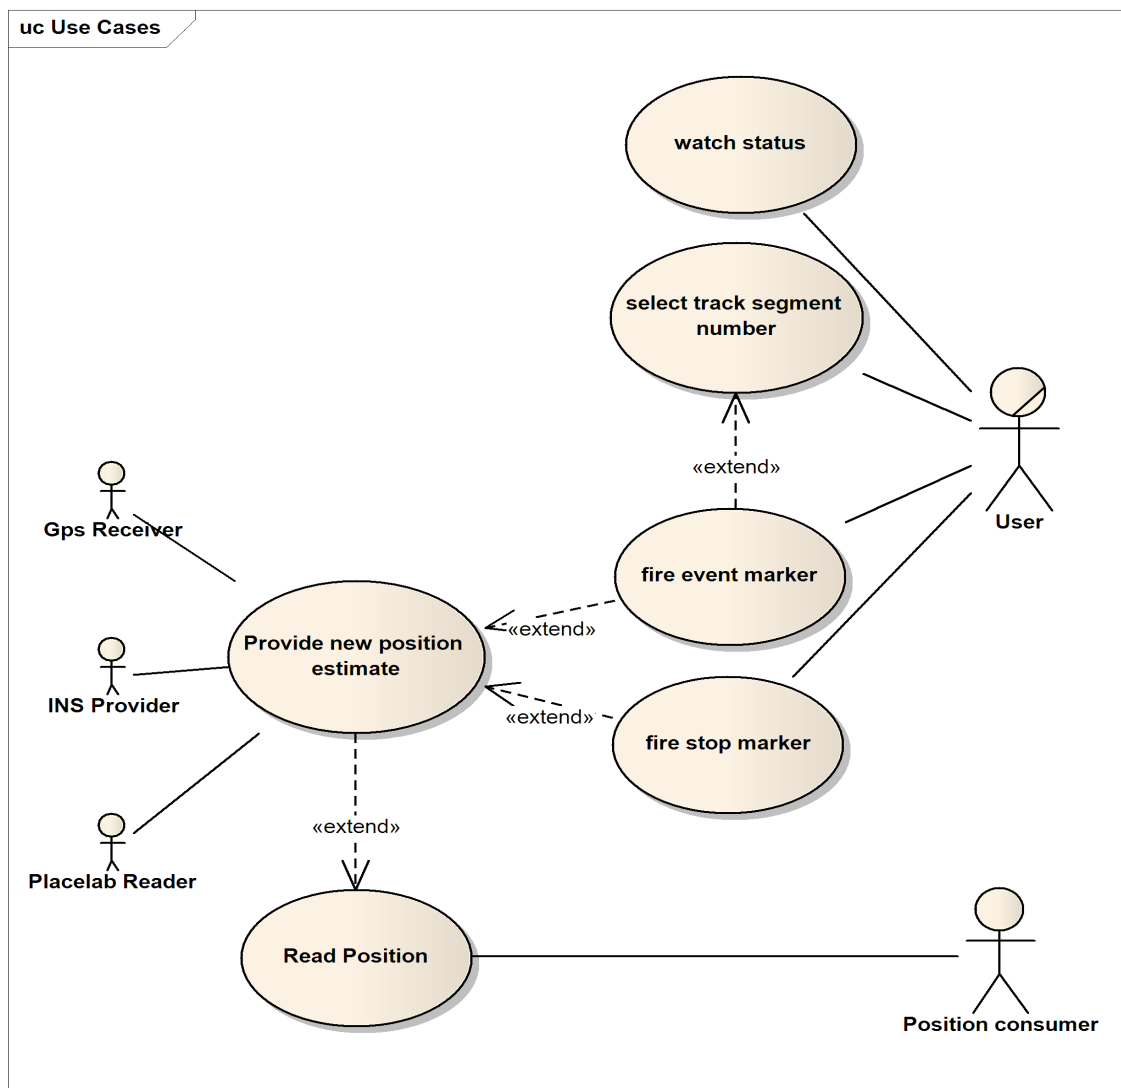 uc Use Cases
watch status
select track segment
number
«extend»
User
Gps Receiver
fire event marker
«extend»
Provide new position
estimate
INS Provider
«extend»
fire stop marker
«extend»
Placelab Reader
Read Position
Position consumer